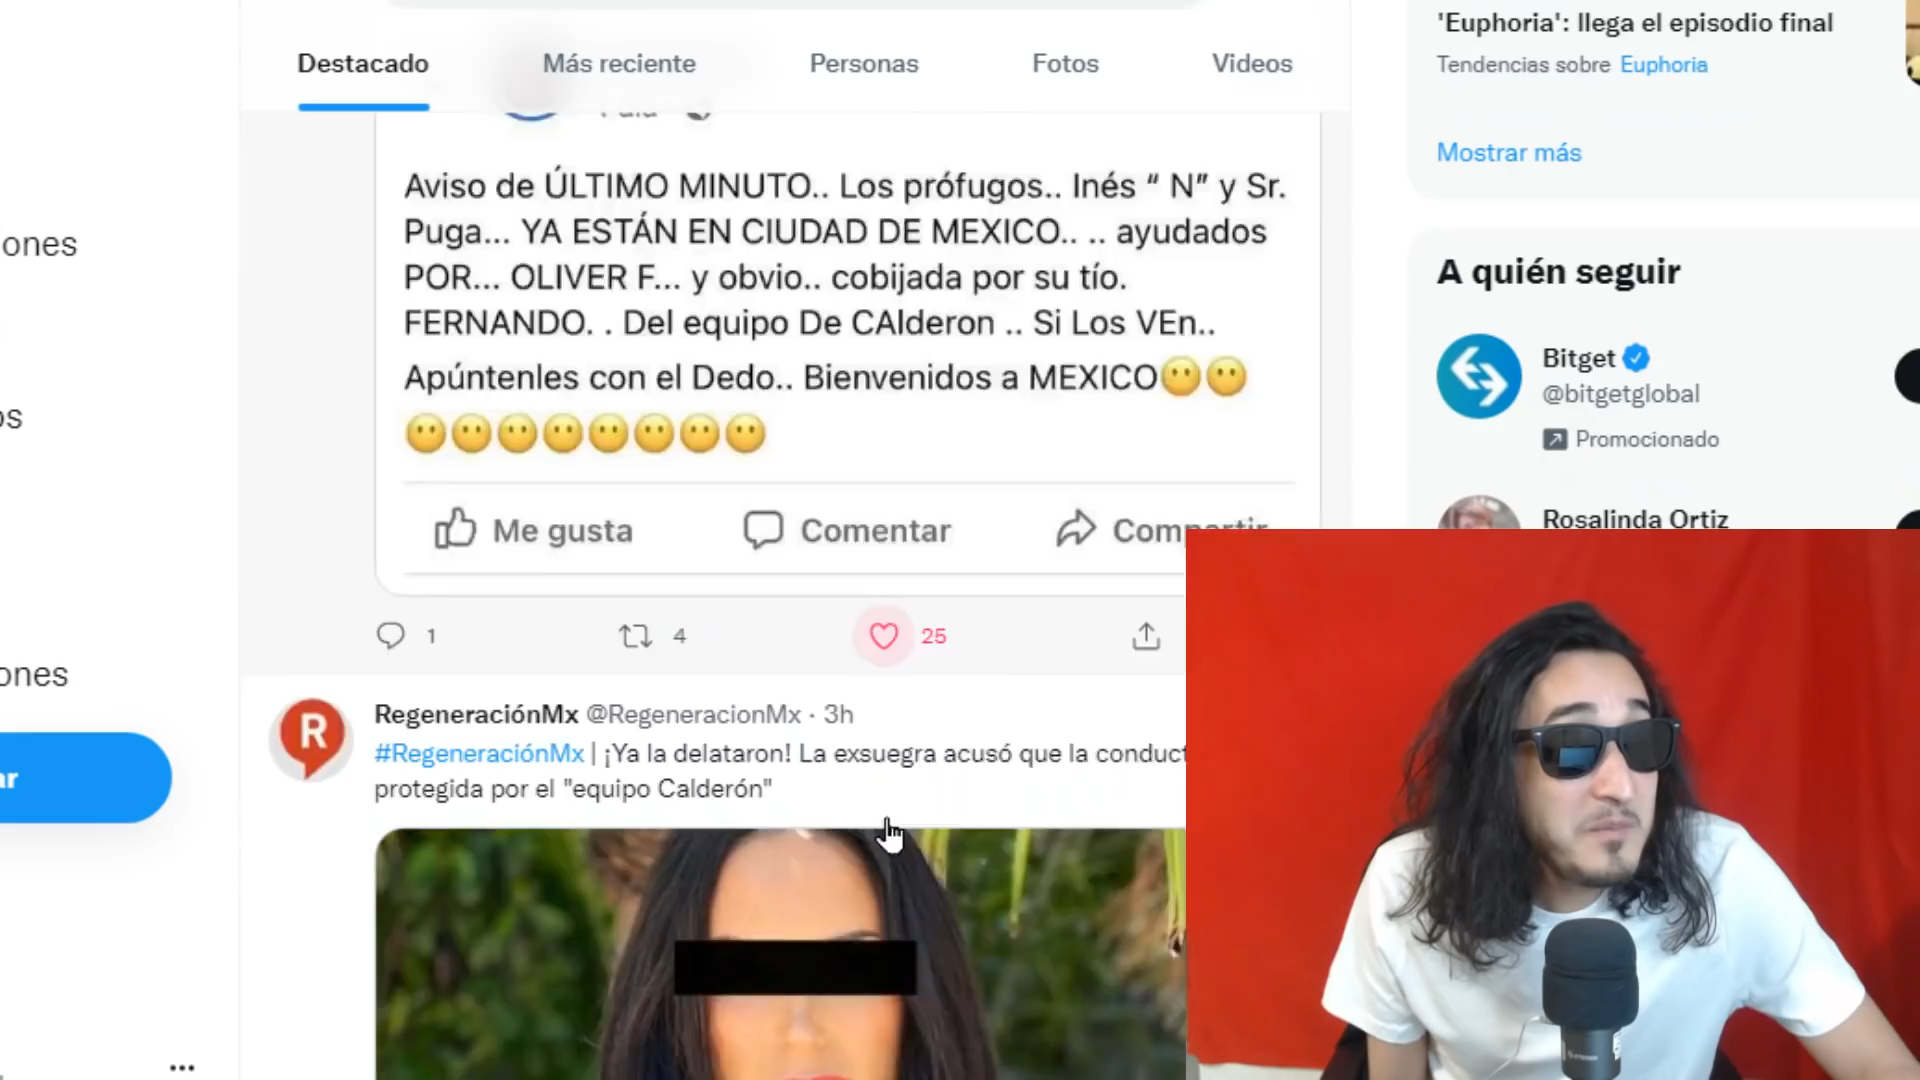 Destacado
Más reciente
Personas
Fotos
Videos
Aviso de ÚLTIMO MINUTO.. Los prófugos.. Inés “ N” y Sr.
Puga... YA ESTÁN EN CIUDAD DE MEXICO.. .. ayudados
POR... OLIVER F... y obvio.. cobijada por su tío.
FERNANDO. . Del equipo De CAlderon .. Si Los VEn..
Apúntenles con el Dedo.. Bienvenidos a MEXICO😶😶
😶😶😶😶😶😶😶😶
Me gusta
Comentar
Compartir
1
4
25
RegeneraciónMx @RegeneracionMx · 3h
#RegeneraciónMx | ¡Ya la delataron! La exsuegra acusó que la conduct
protegida por el "equipo Calderón"
R
'Euphoria': llega el episodio final
Tendencias sobre Euphoria
Mostrar más
A quién seguir
Bitget
@bitgetglobal
Promocionado
Rosalinda Ortiz
ones
os
ones
ar